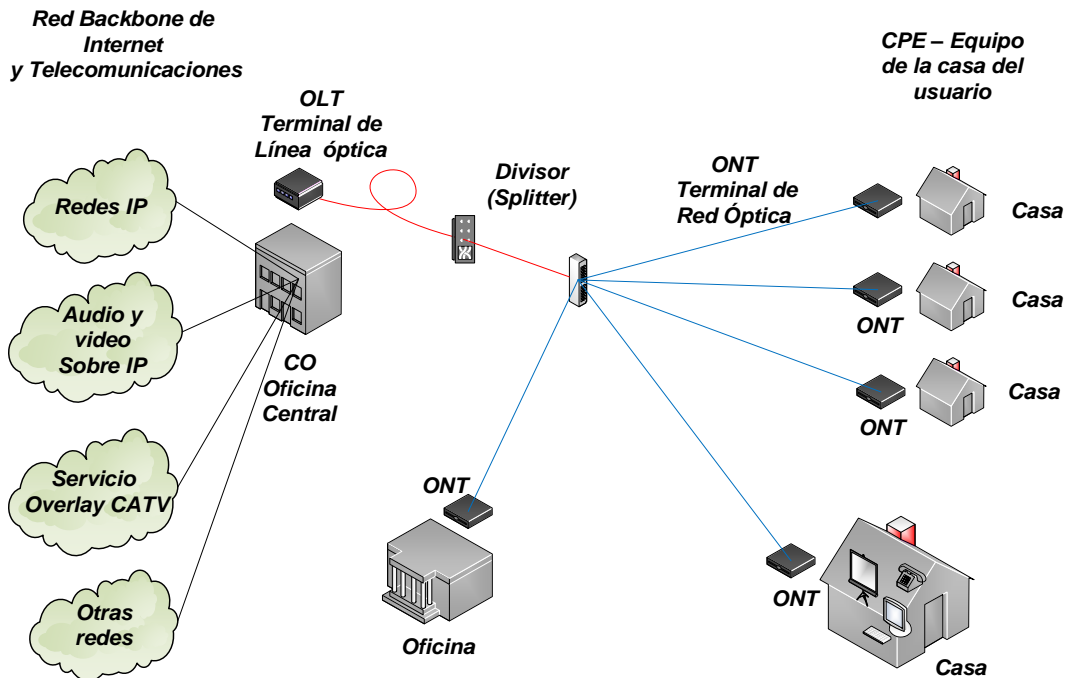 Red Backbone de
Internet
y Telecomunicaciones
CPE – Equipo
de la casa del
usuario
OLT
Terminal de
Línea óptica
Divisor
(Splitter)
ONT
Terminal de
Red Óptica
Redes IP
Casa
Audio y
video
Sobre IP
Casa
ONT
CO
Oficina
Central
Casa
ONT
Servicio
Overlay CATV
ONT
ONT
Otras
redes
Oficina
Casa